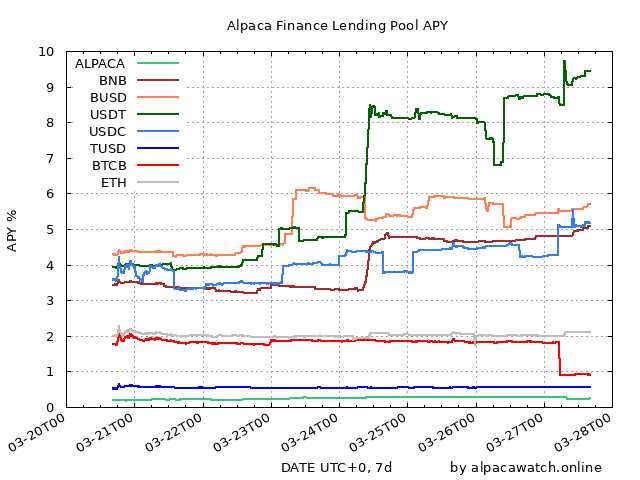 Alpaca Finance Lending Pool APY
APY %
10
9
8
7
6
5
4
3
2
1
0
ALPACA
BNB
BUSD
USDT
USDC
TUSD
BTCB
ETH
03-20T00
03-21T00
03-22T00
03-23T00
03-24T00
03-25T00
03-26T00
03-27T00
03-28T00
DATE UTC+0, 7d
by alpacawatch.online